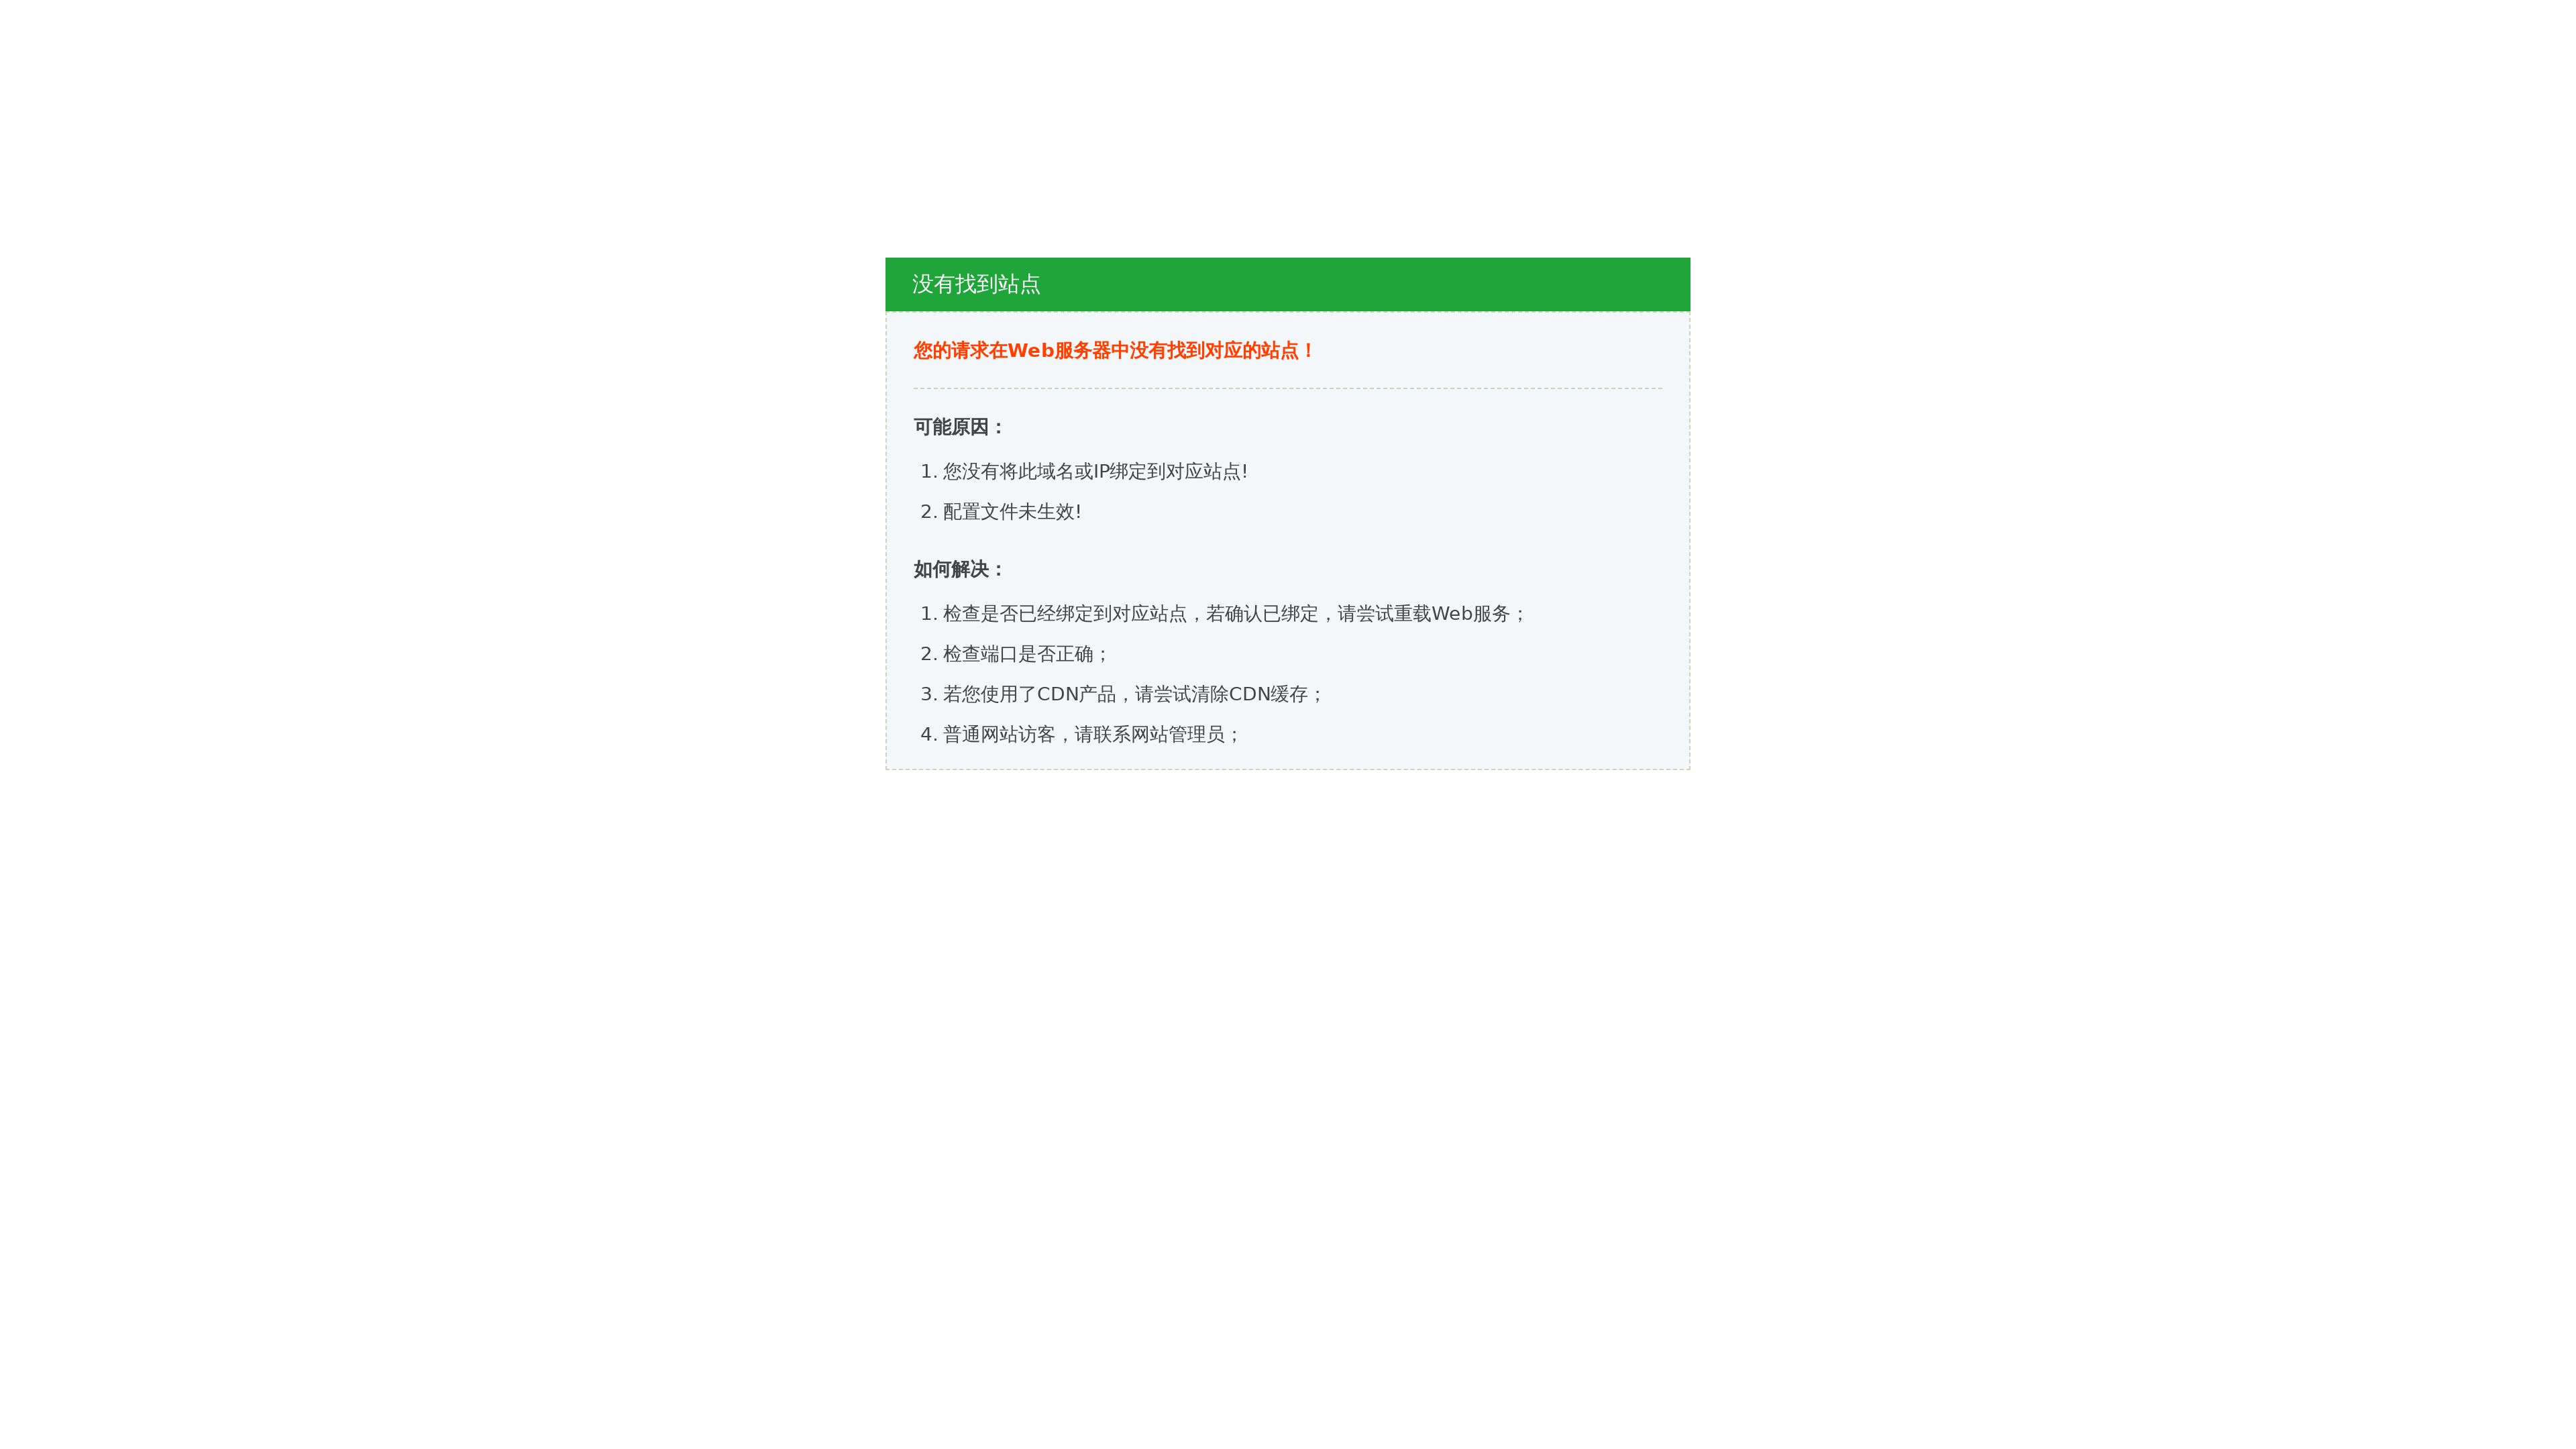 没有找到站点
您的请求在Web服务器中没有找到对应的站点！
可能原因：
1. 您没有将此域名或IP绑定到对应站点!
2. 配置文件未生效!
如何解决：
1. 检查是否已经绑定到对应站点，若确认已绑定，请尝试重载Web服务；
2. 检查端口是否正确；
3. 若您使用了CDN产品，请尝试清除CDN缓存；
4. 普通网站访客，请联系网站管理员；